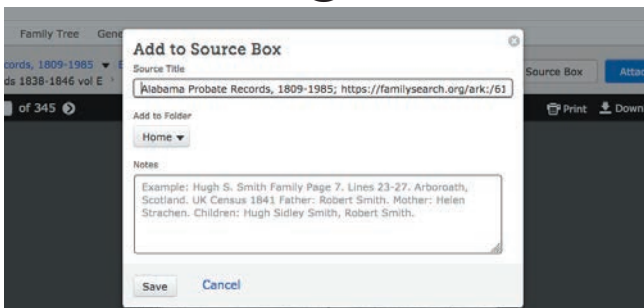 Family Tree Gene
cords, 1809-1985
ds 1838-1846 vol E
of 345
Source Box
Attac
Print
Down
Add to Source Box
Source Title
Alabama Probate Records, 1809-1985; https://familysearch.org/ark:/61
Add to Folder
Home
Notes
Example: Hugh S. Smith Family Page 7. Lines 23-27. Arboroath,
Scotland. UK Census 1841 Father: Robert Smith. Mother: Helen
Strachen. Children: Hugh Sidley Smith, Robert Smith.
Save Cancel